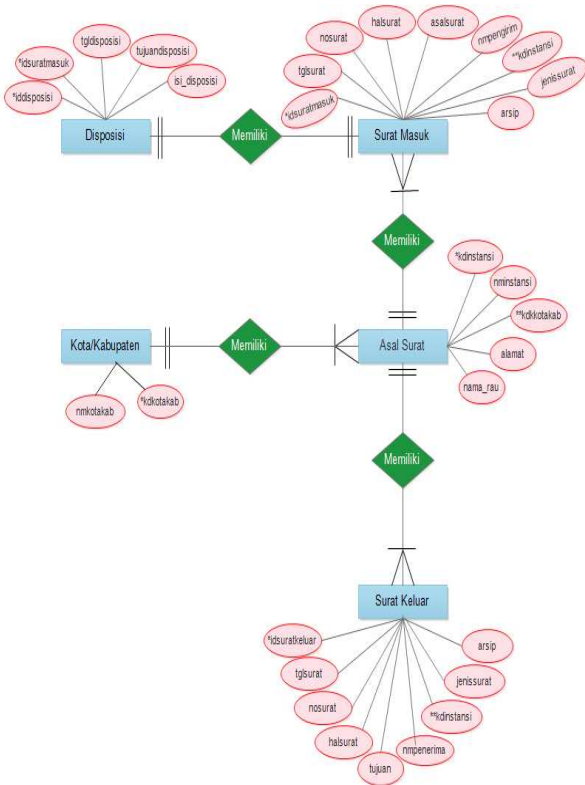 tgldisposisi
*idsuratmasuk
tujuandisposisi
*iddisposisi
isi_disposisi
Disposisi
Memiliki
halsurat
asalsurat
nosurat
nmpengirim
**kdinstansi
tglsurat
jenissurat
*idsuratmasuk
arsip
Surat Masuk
Memiliki
*kdinstansi
nminstansi
**kdkkotakab
alamat
nama_rau
Kota/Kabupaten
Memiliki
Asal Surat
nmkotakab
*kdkotakab
Memiliki
Surat Keluar
*idsuratkeluar
tglsurat
nosurat
halsurat
tujuan
nmpenerima
**kdinstansi
jenissurat
arsip